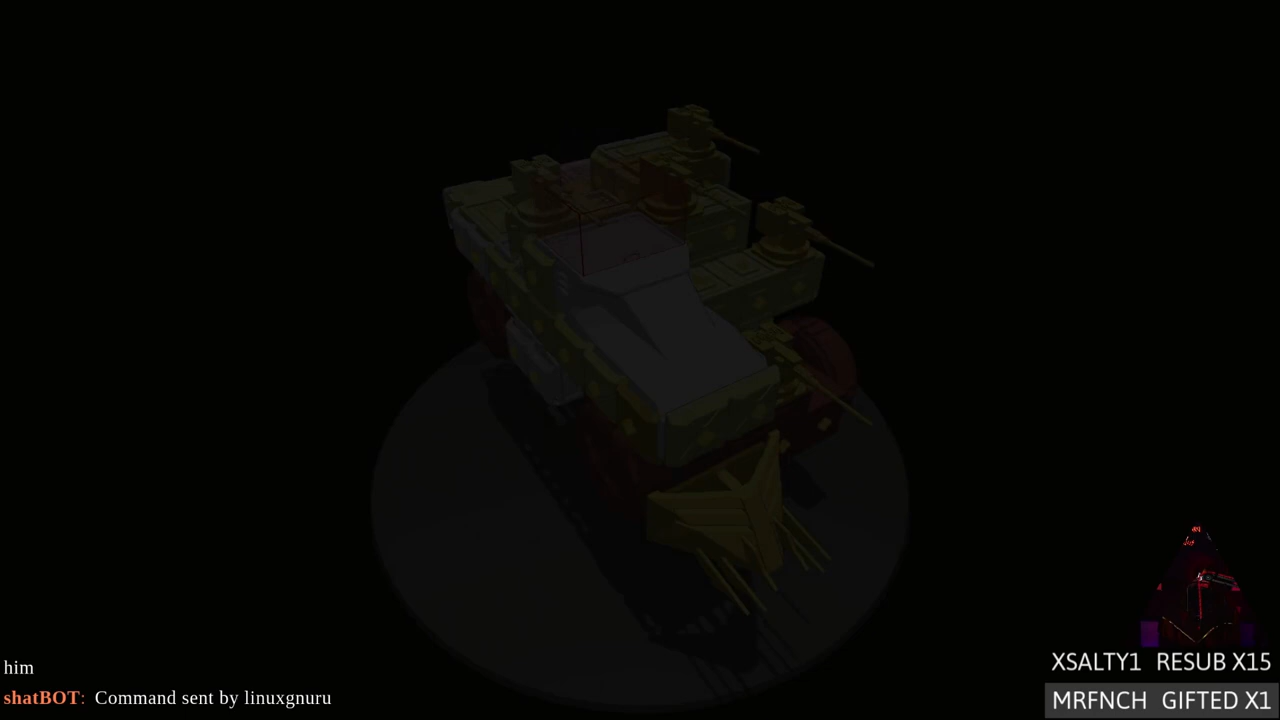 him
shatBOT: Command sent by linuxgnuru
XSALTY1 RESUB X15
MRFNCH GIFTED X1